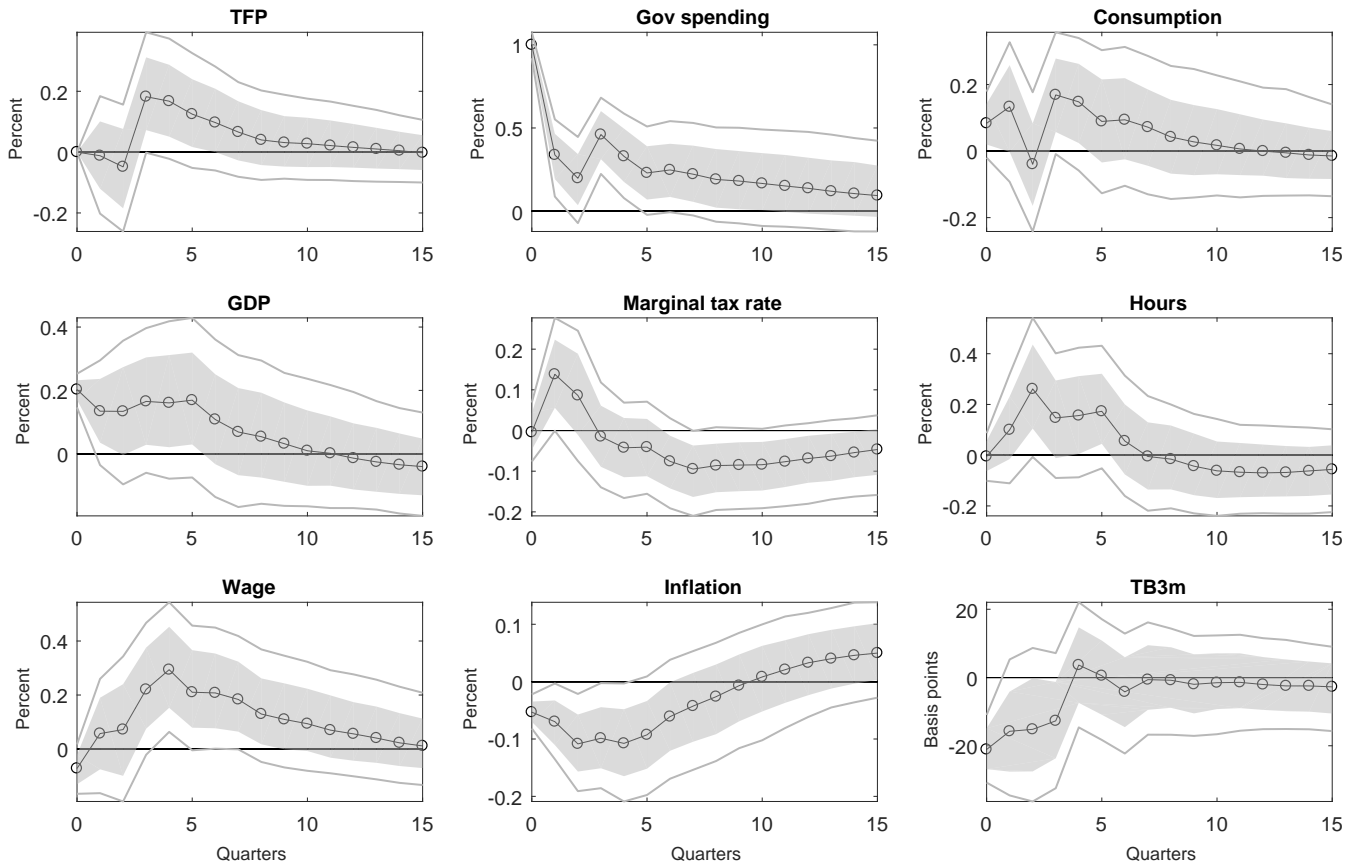 TFP
Gov spending
Consumption
Percent
0.2
0
-0.2
0 5 10 15
1
0.5
0
0 5 10 15
Percent
0.2
0
-0.2
0 5 10 15
GDP
Marginal tax rate
Hours
Percent
0.4
0.2
0
0 5 10 15
Percent
0.2
0.1
0
-0.1
-0.2
0 5 10 15
Percent
0.4
0.2
0
-0.2
0 5 10 15
Wage
Inflation
TB3m
Percent
0.4
0.2
0
0 5 10 15
Quarters
Percent
0.1
0
-0.1
-0.2
0 5 10 15
Quarters
Basis points
20
0
-20
0 5 10 15
Quarters